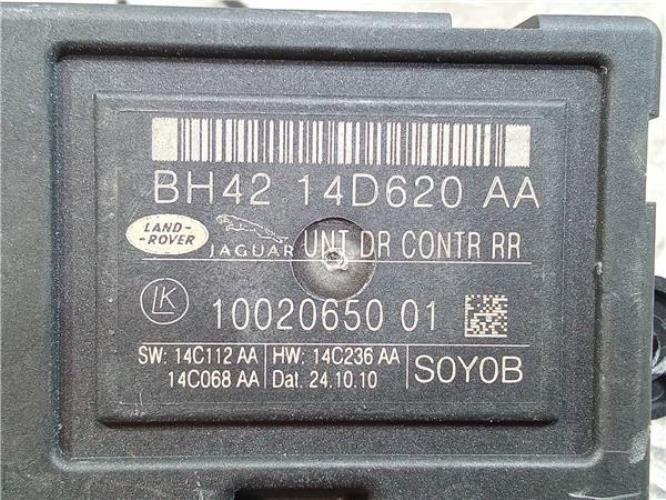 BH42 14D620 AA
LAND-
-ROVER
JAGUAR UNT DR CONTR RR
LK 10020650 01
SW: 14C112 AA HW: 14C236 AA
14C068 AA Dat. 24.10.10
SOYOB